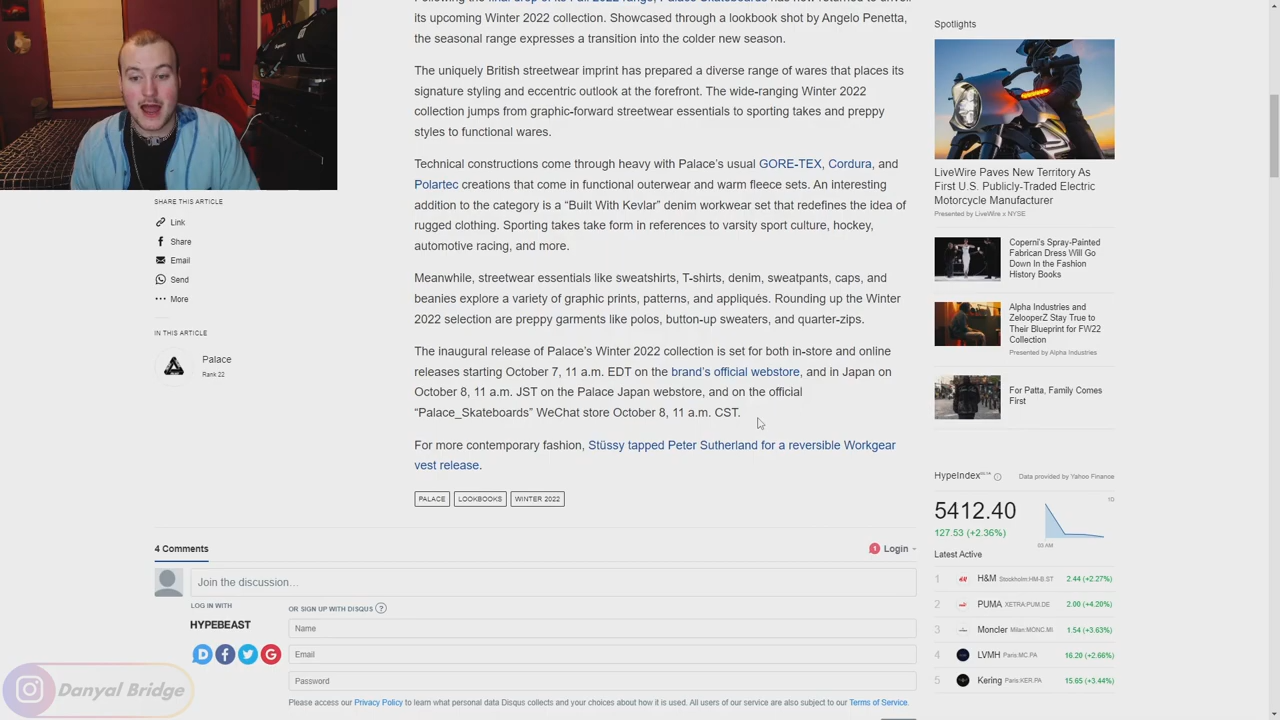 its upcoming Winter 2022 collection. Showcased through a lookbook shot by Angelo Penetta,
the seasonal range expresses a transition into the colder new season.
The uniquely British streetwear imprint has prepared a diverse range of wares that places its
signature styling and eccentric outlook at the forefront. The wide-ranging Winter 2022
collection jumps from graphic-forward streetwear essentials to sporting takes and preppy
styles to functional wares.
Technical constructions come through heavy with Palace's usual GORE-TEX, Cordura, and
Polartec creations that come in functional outerwear and warm fleece sets. An interesting
addition to the category is a “Built With Kevlar” denim workwear set that redefines the idea of
rugged clothing. Sporting takes take form in references to varsity sport culture, hockey,
automotive racing, and more.
Meanwhile, streetwear essentials like sweatshirts, T-shirts, denim, sweatpants, caps, and
beanies explore a variety of graphic prints, patterns, and appliqués. Rounding up the Winter
2022 selection are preppy garments like polos, button-up sweaters, and quarter-zips.
The inaugural release of Palace's Winter 2022 collection is set for both in-store and online
releases starting October 7, 11 a.m. EDT on the brand's official webstore, and in Japan on
October 8, 11 a.m. JST on the Palace Japan webstore, and on the official
“Palace_Skateboards” WeChat store October 8, 11 a.m. CST.
For more contemporary fashion, Stüssy tapped Peter Sutherland for a reversible Workgear
vest release.
PALACE LOOKBOOKS WINTER 2022
SHARE THIS ARTICLE
Link
Share
Email
Send
More
IN THIS ARTICLE
Palace
Rank 22
4 Comments
Login
Join the discussion...
LOG IN WITH
OR SIGN UP WITH DISQUS ?
HYPEBEAST
Name
Email
Password
Please access our Privacy Policy to learn what personal data Disqus collects and your choices about how it is used. All users of our service are also subject to our Terms of Service.
Danyal Bridge
Spotlights
LiveWire Paves New Territory As
First U.S. Publicly-Traded Electric
Motorcycle Manufacturer
Presented by LiveWire x NYSE
Coperni's Spray-Painted
Fabrican Dress Will Go
Down In the Fashion
History Books
Alpha Industries and
ZelooperZ Stay True to
Their Blueprint for FW22
Collection
Presented by Alpha Industries
For Patta, Family Comes
First
HypeIndex BETA
Data provided by Yahoo Finance
5412.40
1D
127.53 (+2.36%)
03 AM
Latest Active
1 H&M Stockholm:HM-B.ST 2.44 (+2.27%)
2 PUMA XETRA:PUM.DE 2.00 (+4.20%)
3 Moncler Milan:MONC.MI 1.54 (+3.63%)
4 LVMH Paris:MC.PA 16.20 (+2.66%)
5 Kering Paris:KER.PA 15.65 (+3.44%)